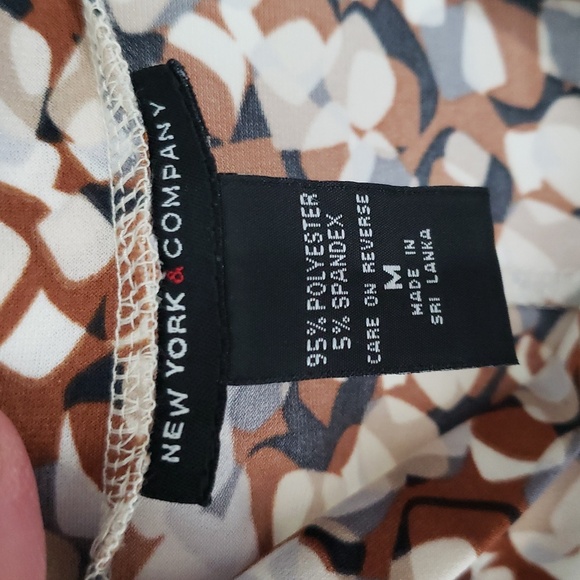 NEW YORK & COMPANY
95% POLYESTER
5% SPANDEX
CARE ON REVERSE
M
MADE IN
SRI LANKA